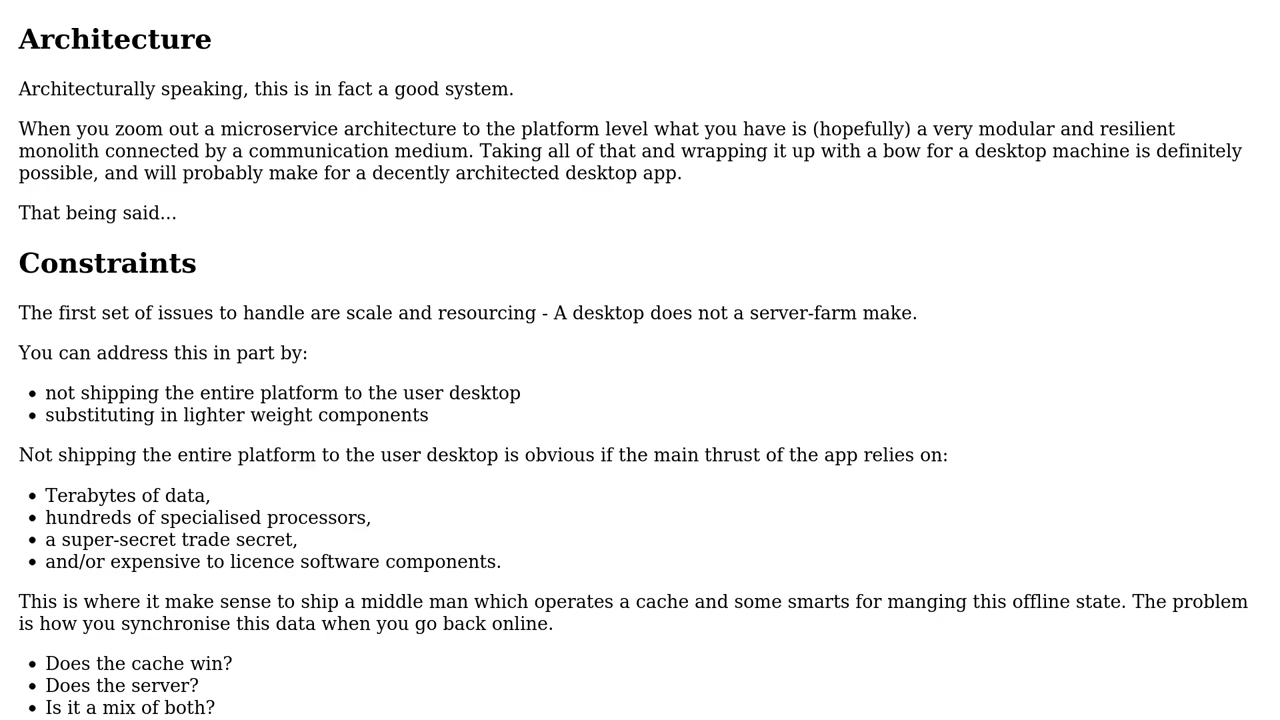 Architecture
Architecturally speaking, this is in fact a good system.
When you zoom out a microservice architecture to the platform level what you have is (hopefully) a very modular and resilient
monolith connected by a communication medium. Taking all of that and wrapping it up with a bow for a desktop machine is definitely
possible, and will probably make for a decently architected desktop app.
That being said...
Constraints
The first set of issues to handle are scale and resourcing - A desktop does not a server-farm make.
You can address this in part by:
• not shipping the entire platform to the user desktop
• substituting in lighter weight components
Not shipping the entire platform to the user desktop is obvious if the main thrust of the app relies on:
• Terabytes of data,
• hundreds of specialised processors,
• a super-secret trade secret,
• and/or expensive to licence software components.
This is where it make sense to ship a middle man which operates a cache and some smarts for manging this offline state. The problem
is how you synchronise this data when you go back online.
• Does the cache win?
• Does the server?
• Is it a mix of both?